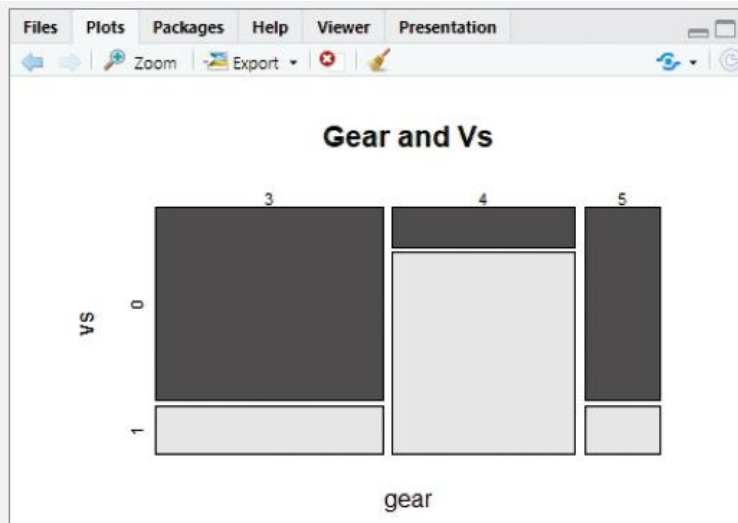 Files Plots Packages Help Viewer Presentation
Zoom Export
Gear and Vs
3 4 5
0
vs
1
gear